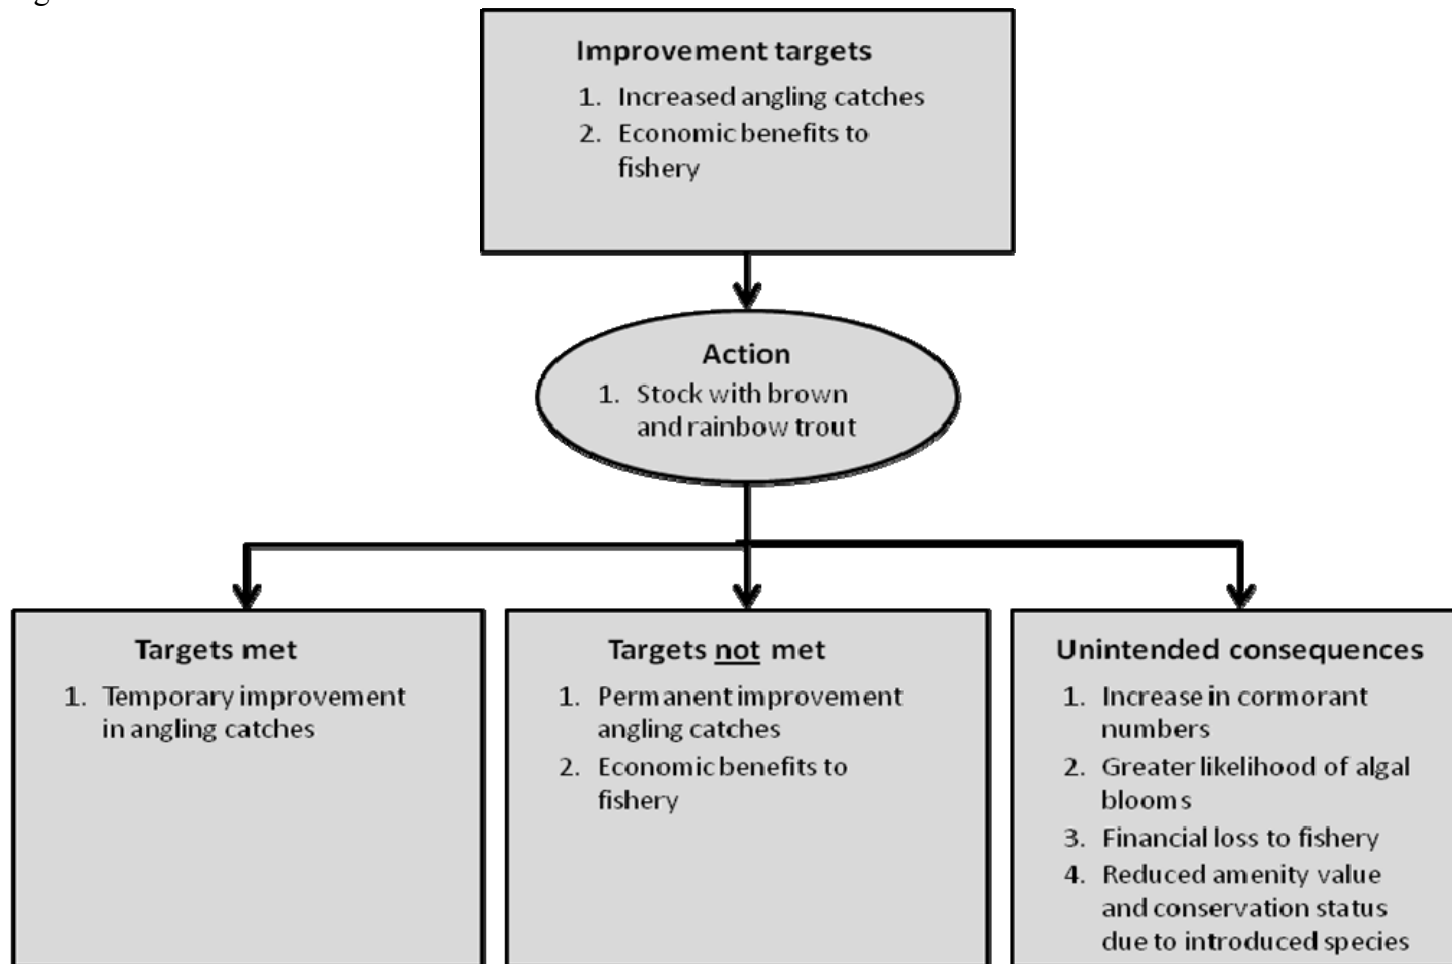 Improvement targets
1. Increased angling catches
2. Economic benefits to
fishery
Action
1. Stock with brown
and rainbow trout
Targets met
1. Temporary improvement
in angling catches
Targets not met
1. Permanent improvement
angling catches
2. Economic benefits to
fishery
Unintended consequences
1. Increase in cormorant
numbers
2. Greater likelihood of algal
blooms
3. Financial loss to fishery
4. Reduced amenity value
and conservation status
due to introduced species